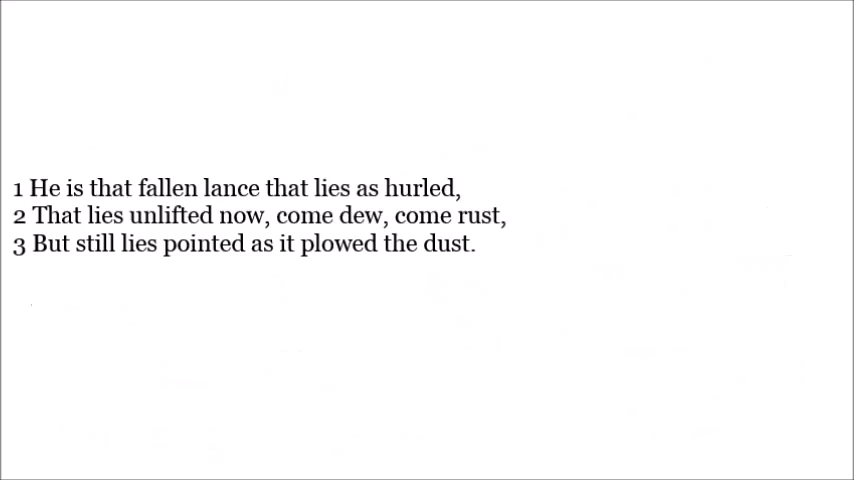 1 He is that fallen lance that lies as hurled,
2 That lies unlifted now, come dew, come rust,
3 But still lies pointed as it plowed the dust.